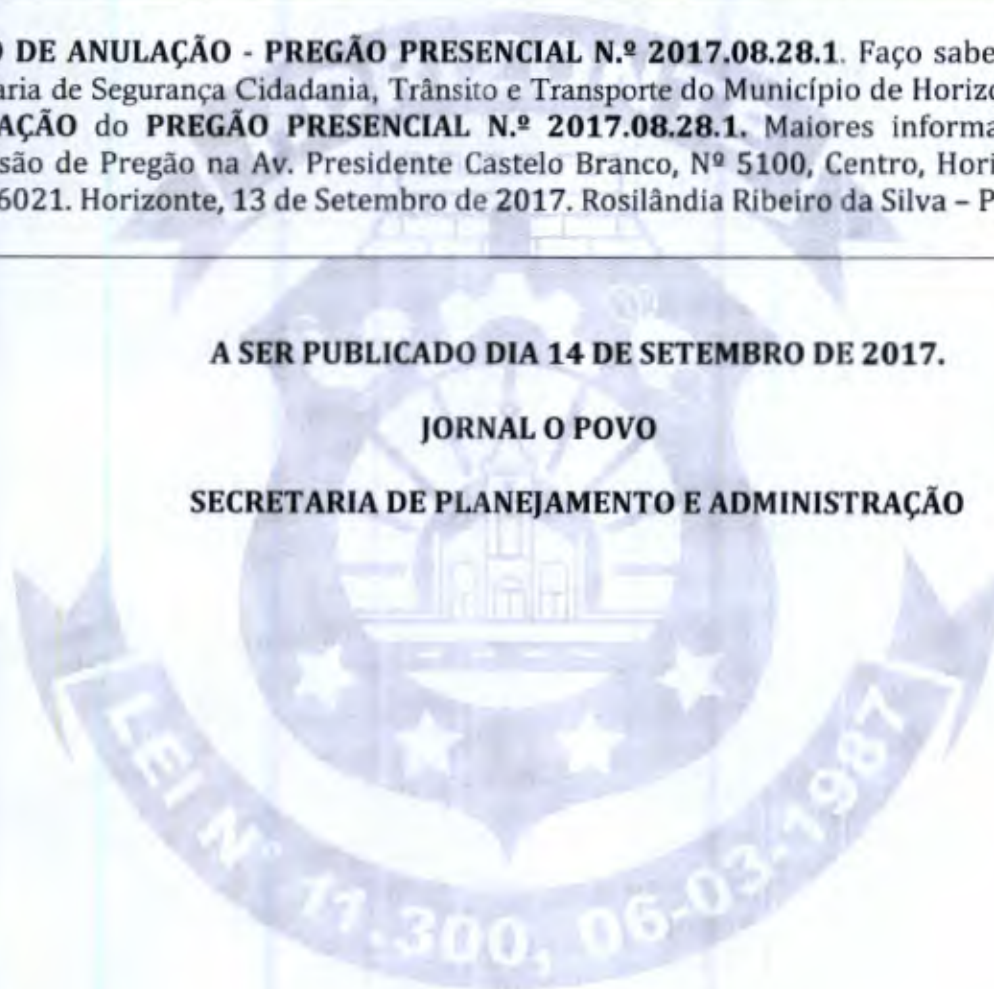 O DE ANULAÇÃO - PREGÃO PRESENCIAL N.º 2017.08.28.1. Faço sabe
aria de Segurança Cidadania, Trânsito e Transporte do Município de Horizo
AÇÃO do PREGÃO PRESENCIAL N.º 2017.08.28.1. Maiores informa
são de Pregão na Av. Presidente Castelo Branco, Nº 5100, Centro, Hori
6021. Horizonte, 13 de Setembro de 2017. Rosilândia Ribeiro da Silva – P
A SER PUBLICADO DIA 14 DE SETEMBRO DE 2017.
JORNAL O POVO
SECRETARIA DE PLANEJAMENTO E ADMINISTRAÇÃO
LEI Nº 11.300, 06-03-1987